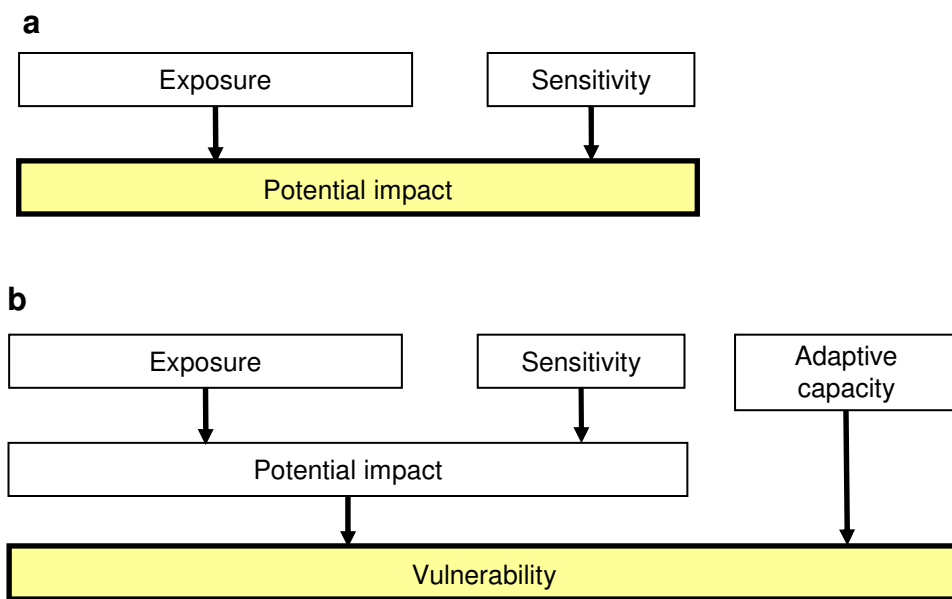 a
Exposure
Sensitivity
Potential impact
b
Exposure
Sensitivity
Adaptive
capacity
Potential impact
Vulnerability